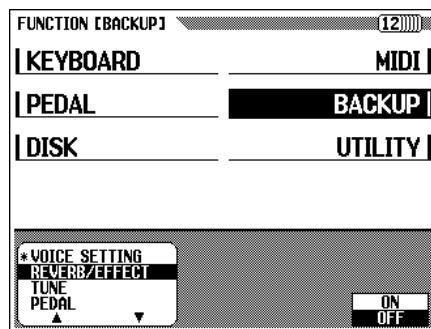 FUNCTION [BACKUP] 12
KEYBOARD MIDI
PEDAL BACKUP
DISK UTILITY
*VOICE SETTING
REVERB/EFFECT
TUNE
PEDAL
▲ ▼
ON
OFF